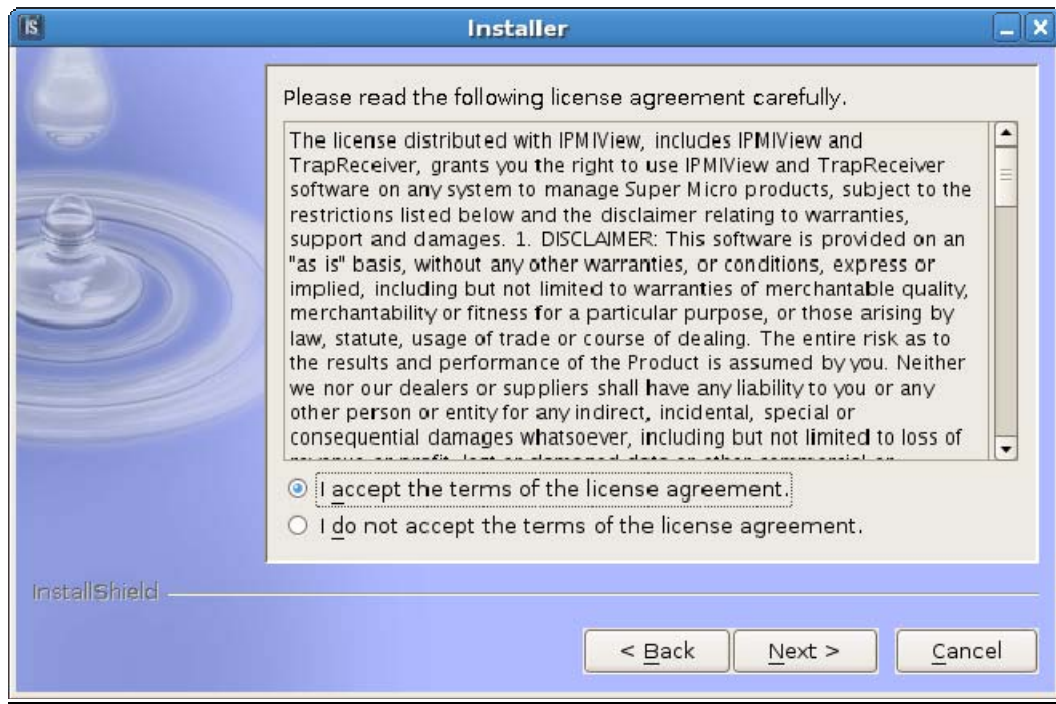 IS
Installer
Please read the following license agreement carefully.
The license distributed with IPMIView, includes IPMIView and
TrapReceiver, grants you the right to use IPMIView and TrapReceiver
software on any system to manage Super Micro products, subject to the
restrictions listed below and the disclaimer relating to warranties,
support and damages. 1. DISCLAIMER: This software is provided on an
"as is" basis, without any other warranties, or conditions, express or
implied, including but not limited to warranties of merchantable quality,
merchantability or fitness for a particular purpose, or those arising by
law, statute, usage of trade or course of dealing. The entire risk as to
the results and performance of the Product is assumed by you. Neither
we nor our dealers or suppliers shall have any liability to you or any
other person or entity for any indirect, incidental, special or
consequential damages whatsoever, including but not limited to loss of
I accept the terms of the license agreement.
I do not accept the terms of the license agreement.
InstallShield
< Back
Next >
Cancel